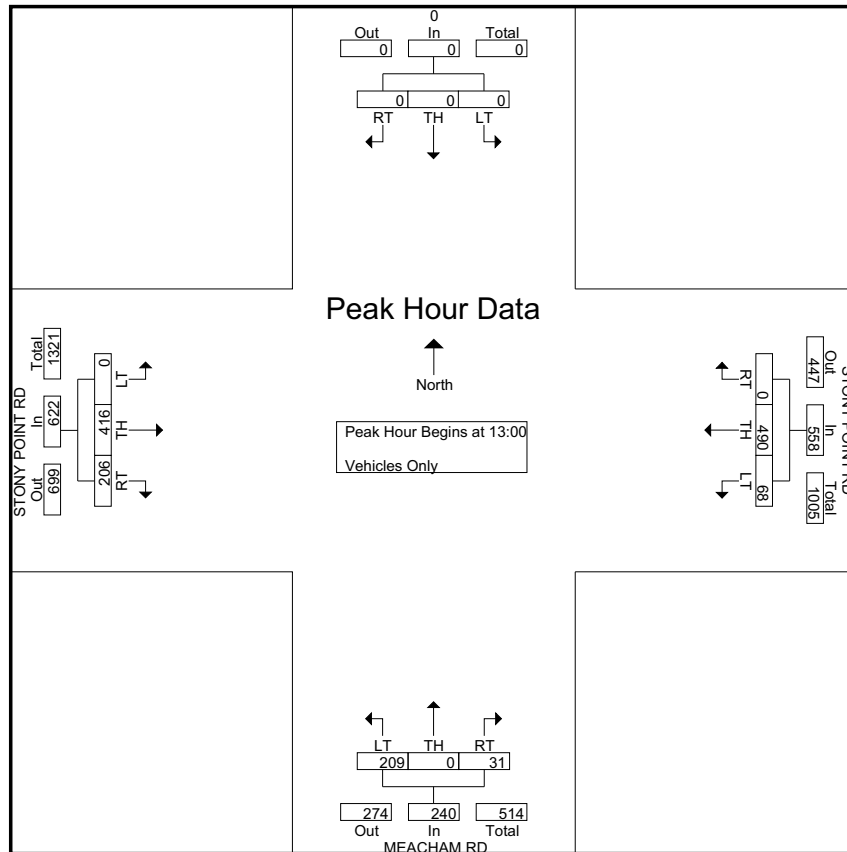 0
Out In Total
0 0 0
0 0 0
RT TH LT
Peak Hour Data
North
Peak Hour Begins at 13:00
Vehicles Only
STONY POINT RD
Total In Out
1321 622 699
0 416 206
LT TH RT
RT TH LT
0 490 68
Out In Total
447 558 1005
STONY POINT RD
LT TH RT
209 0 31
274 240 514
Out In Total
MEACHAM RD